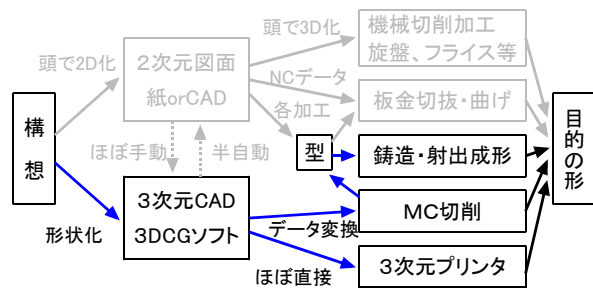 頭で3D化
機械切削加工
旋盤、フライス等
頭で2D化
2次元図面
紙orCAD
NCデータ
板金切抜・曲げ
各加工
構想
ほぼ手動
半自動
型
鋳造・射出成形
目的の形
3次元CAD
3DCGソフト
MC切削
形状化
データ変換
ほぼ直接
3次元プリンタ